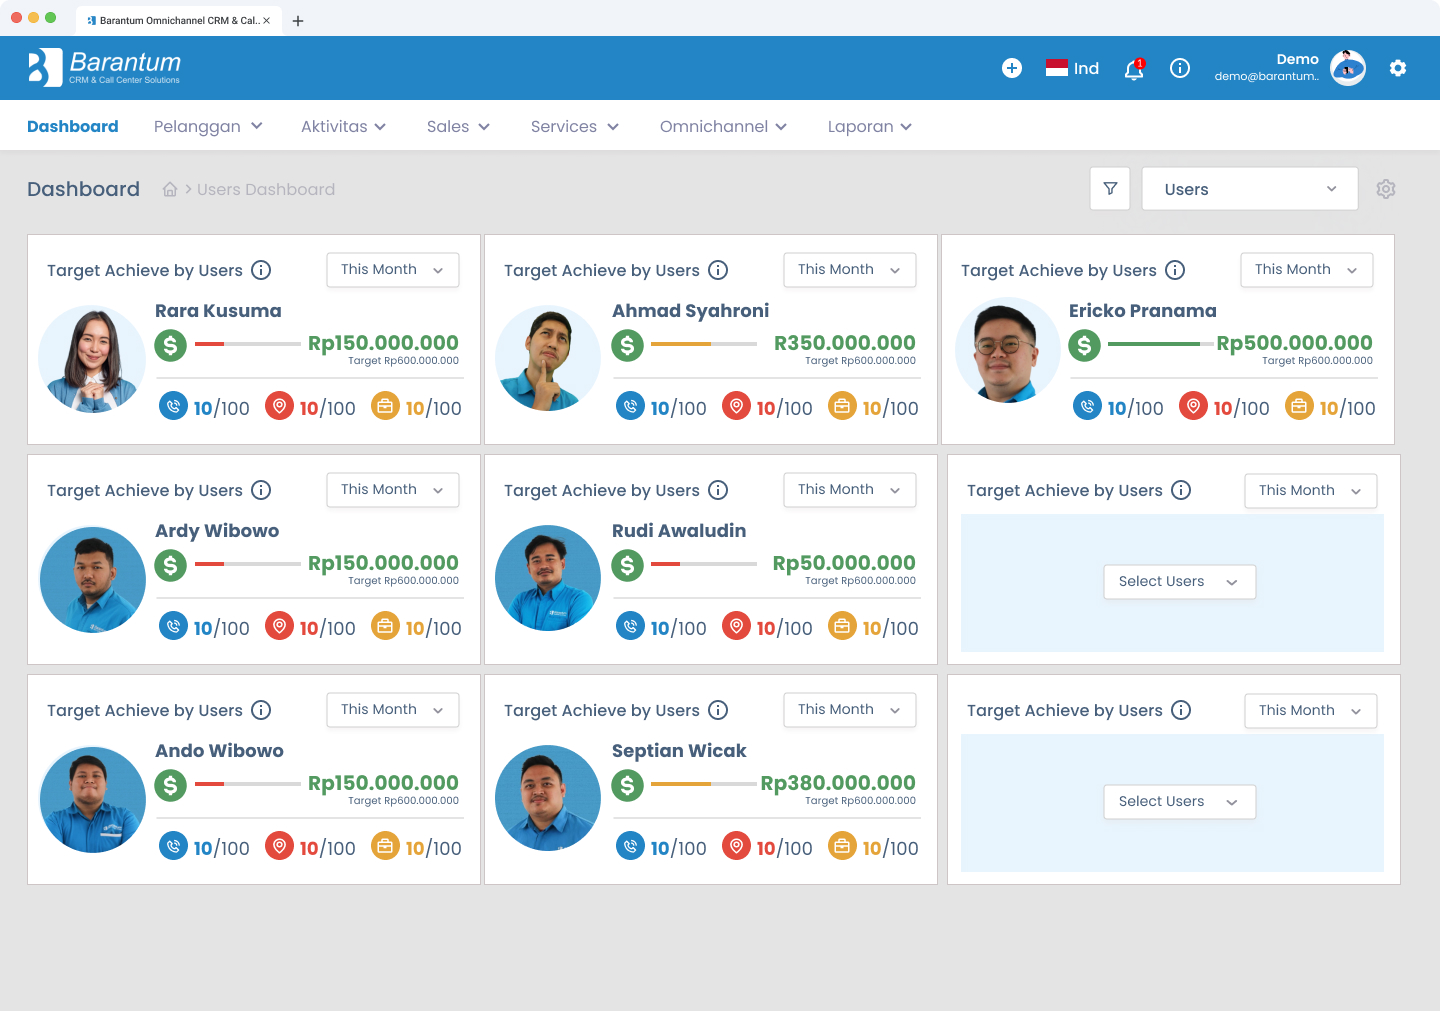 Barantum Omnichannel CRM & Cal..
Barantum
CRM & Call Center Solutions
Ind
1
Demo
demo@barantum..
Dashboard
Pelanggan
Aktivitas
Sales
Services
Omnichannel
Laporan
Dashboard
Users Dashboard
Users
Target Achieve by Users
This Month
Rara Kusuma
Rp150.000.000
Target Rp600.000.000
10/100
10/100
10/100
Target Achieve by Users
This Month
Ahmad Syahroni
R350.000.000
Target Rp600.000.000
10/100
10/100
10/100
Target Achieve by Users
This Month
Ericko Pranama
Rp500.000.000
Target Rp600.000.000
10/100
10/100
10/100
Target Achieve by Users
This Month
Ardy Wibowo
Rp150.000.000
Target Rp600.000.000
10/100
10/100
10/100
Target Achieve by Users
This Month
Rudi Awaludin
Rp50.000.000
Target Rp600.000.000
10/100
10/100
10/100
Target Achieve by Users
This Month
Select Users
Target Achieve by Users
This Month
Ando Wibowo
Rp150.000.000
Target Rp600.000.000
10/100
10/100
10/100
Target Achieve by Users
This Month
Septian Wicak
Rp380.000.000
Target Rp600.000.000
10/100
10/100
10/100
Target Achieve by Users
This Month
Select Users